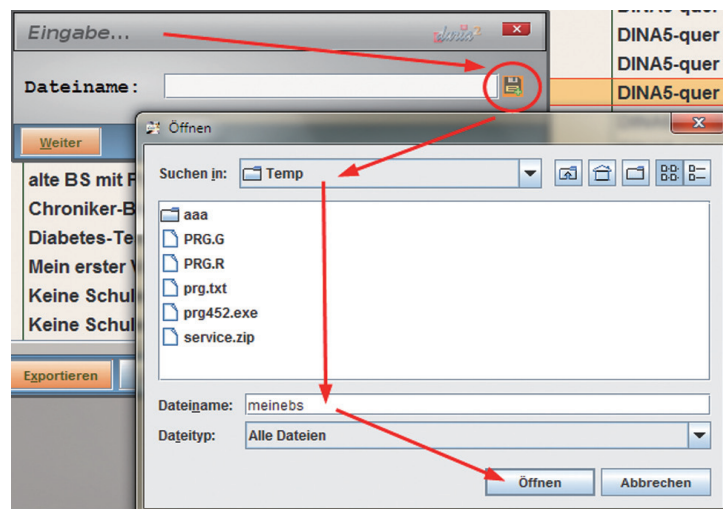 Eingabe...
DINA5-quer
DINA5-quer
DINA5-quer
Dateiname:
Weiter
Öffnen
Suchen in: Temp
alte BS mit
Chroniker-B
Diabetes-Te
Mein erster
Keine Schul
Keine Schul
aaa
PRG.G
PRG.R
prg.txt
prg452.exe
service.zip
Exportieren
Dateiname: meinebs
Dateityp: Alle Dateien
Öffnen Abbrechen